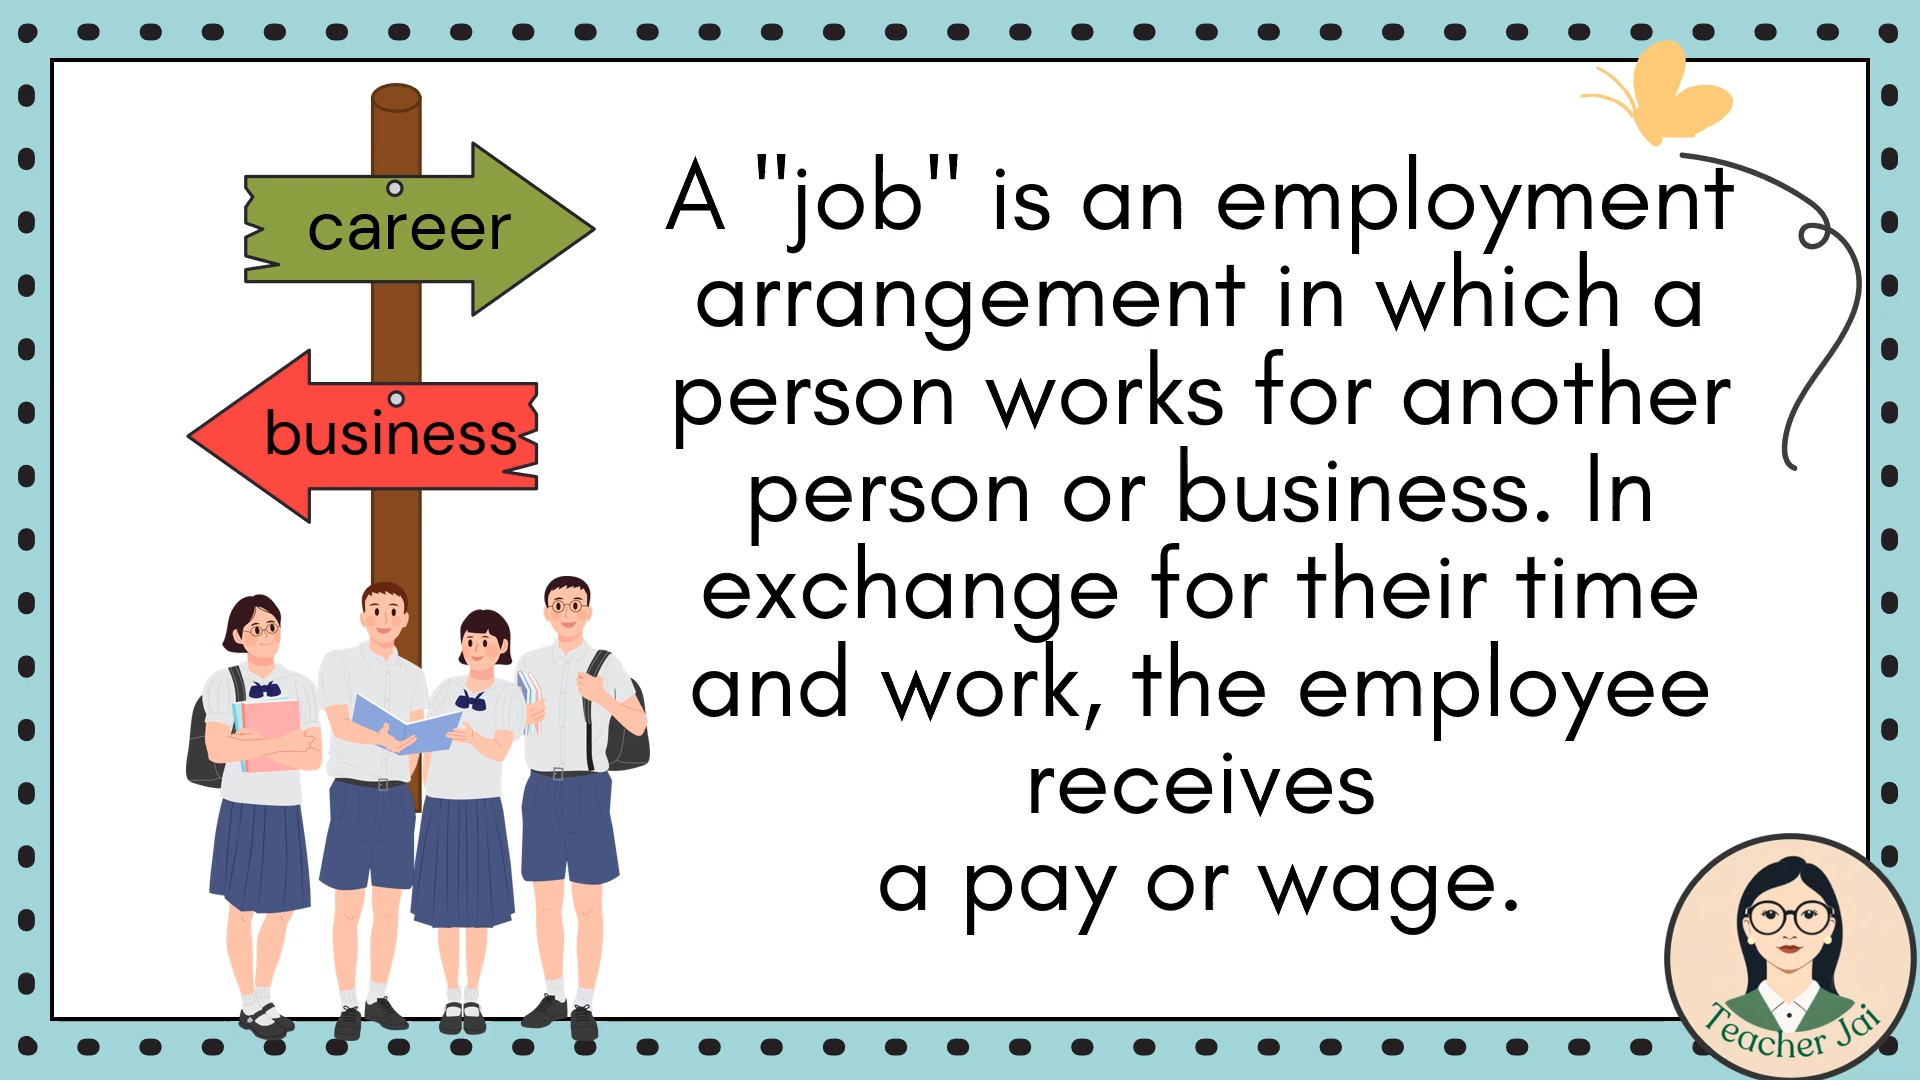 career
business
A "job" is an employment
arrangement in which a
person works for another
person or business. In
exchange for their time
and work, the employee
receives
a pay or wage.
Teacher Jai